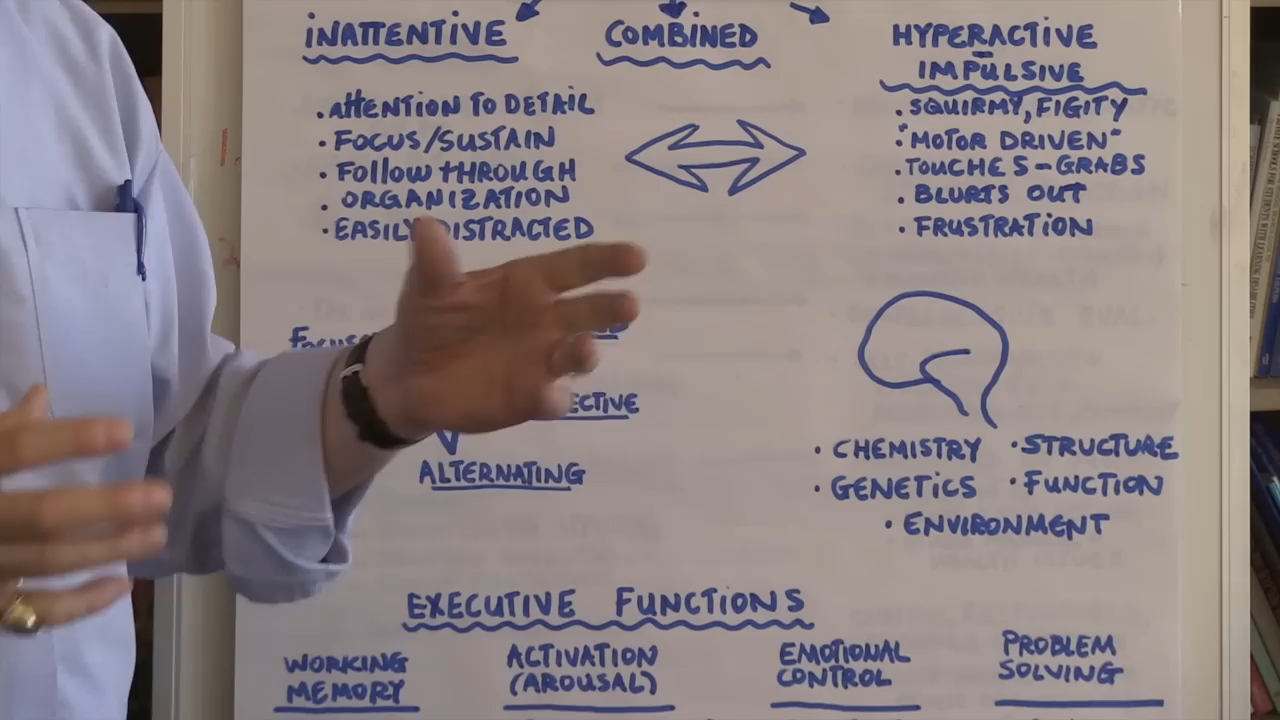 INATTENTIVE
• ATTENTION TO DETAIL
• FOCUS/SUSTAIN
• FOLLOW THROUGH
• ORGANIZATION
• EASILY DISTRACTED
COMBINED
HYPERACTIVE
IMPULSIVE
• SQUIRMY, FIGITY
• "MOTOR DRIVEN"
• TOUCHES - GRABS
• BLURTS OUT
• FRUSTRATION
ALTERNATING
• CHEMISTRY • STRUCTURE
• GENETICS • FUNCTION
• ENVIRONMENT
EXECUTIVE FUNCTIONS
WORKING
MEMORY
ACTIVATION
(AROUSAL)
EMOTIONAL
CONTROL
PROBLEM
SOLVING